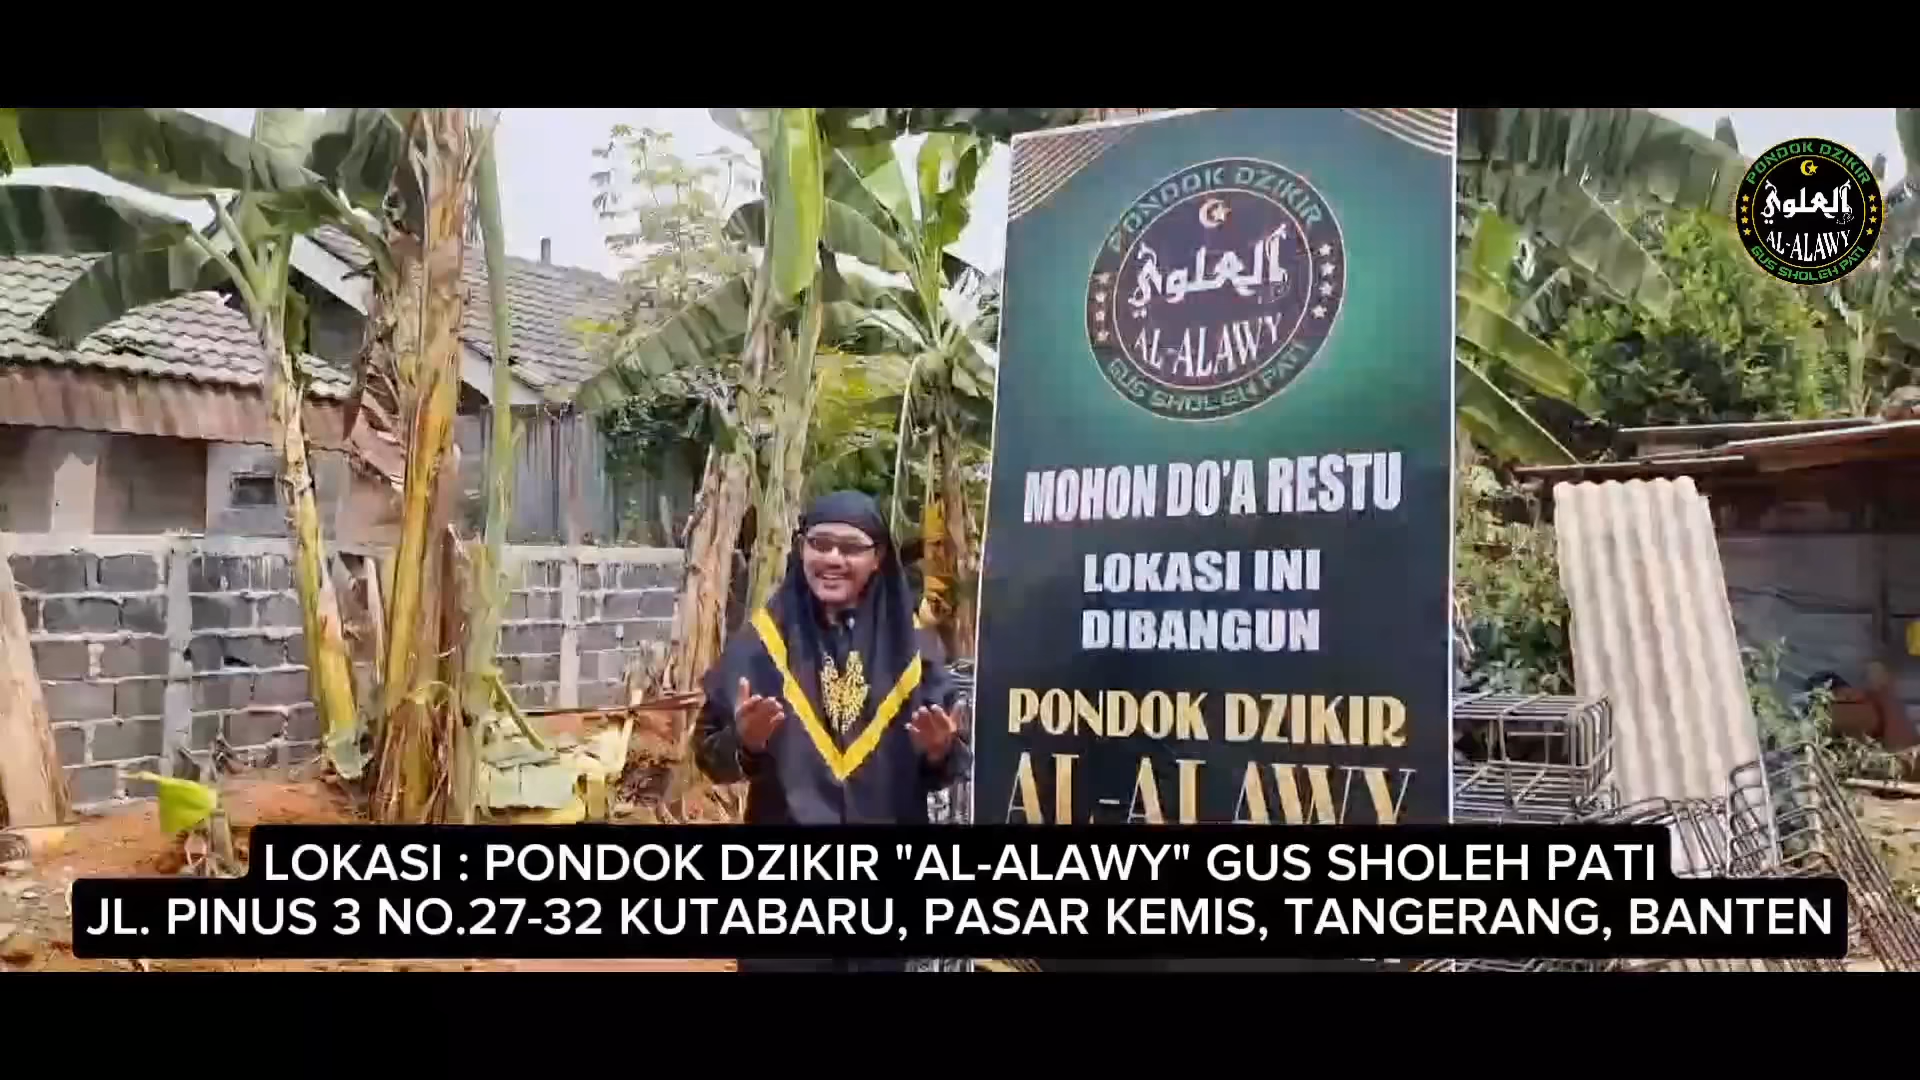 PONDOK DZIKIR
العلوي
AL-ALAWY
GUS SHOLEH PATI
MOHON DO'A RESTU
LOKASI INI
DIBANGUN
PONDOK DZIKIR
AL-ALAWY
PONDOK DZIKIR
العلوي
AL-ALAWY
GUS SHOLEH PATI
LOKASI : PONDOK DZIKIR "AL-ALAWY" GUS SHOLEH PATI
JL. PINUS 3 NO.27-32 KUTABARU, PASAR KEMIS, TANGERANG, BANTEN